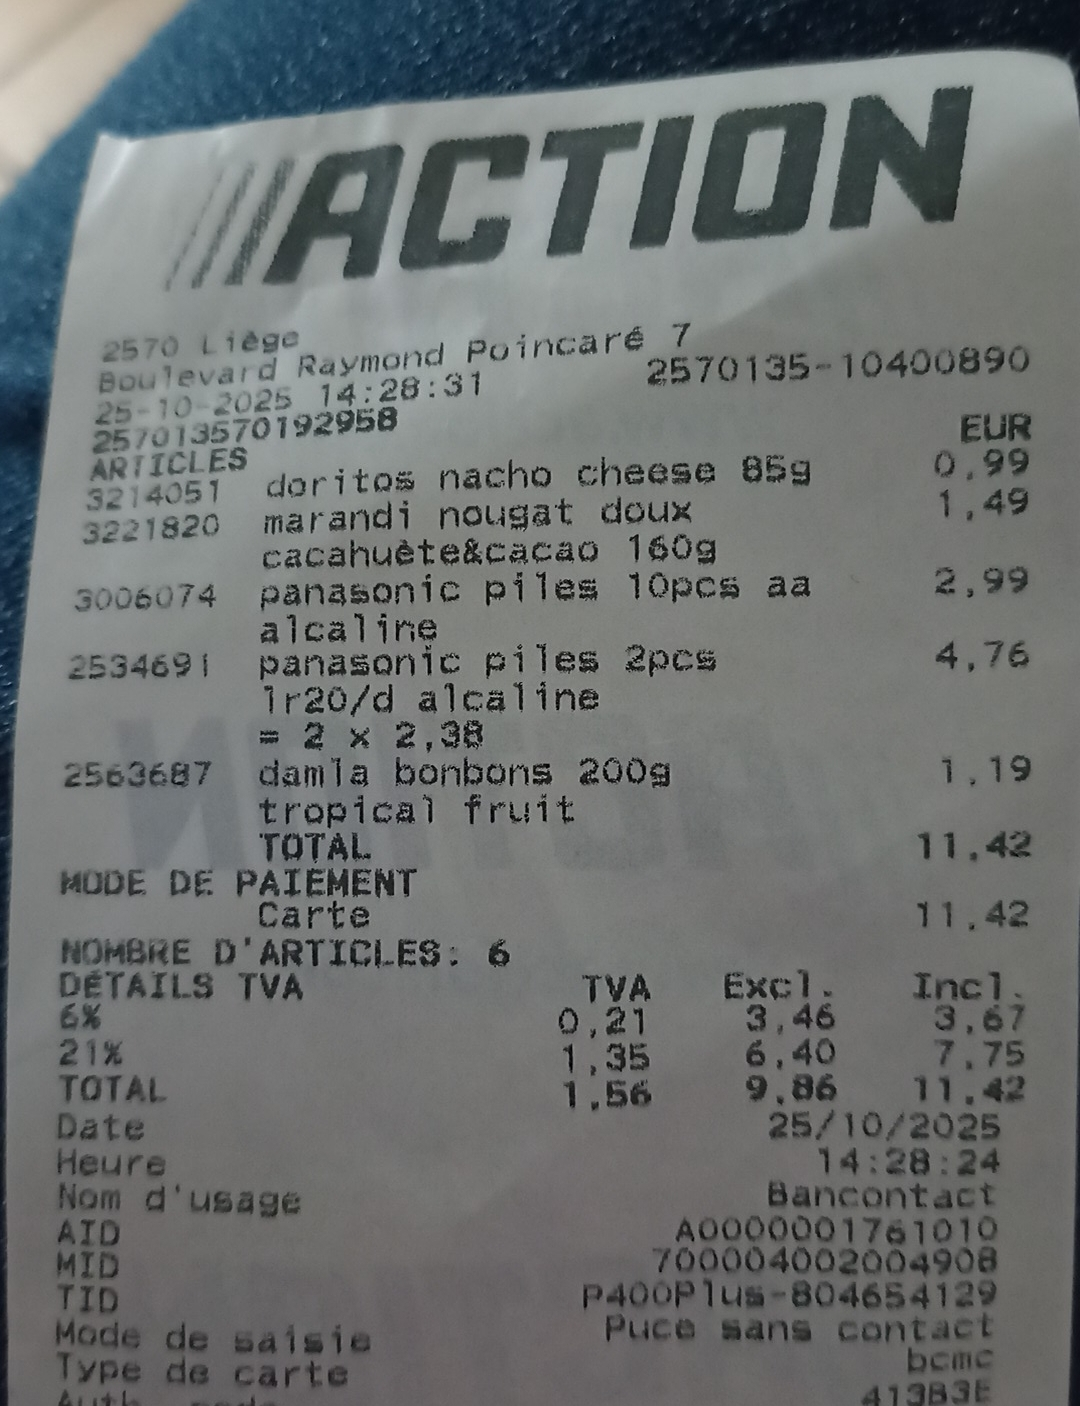 ACTION
2570 Liège
Boulevard Raymond Poincaré 7
25-10-2025 14:28:31 2570135-10400890
257013570192958
ARTICLES EUR
3214051 doritos nacho cheese 85g 0,99
3221820 marandi nougat doux 1,49
cacahuète&cacao 160g
3006074 panasonic piles 10pcs aa 2,99
alcaline
2534691 panasonic piles 2pcs 4,76
lr20/d alcaline
= 2 x 2,38
2563687 damla bonbons 200g 1,19
tropical fruit
TOTAL 11,42
MODE DE PAIEMENT
Carte 11,42
NOMBRE D'ARTICLES: 6
DÉTAILS TVA TVA Excl. Incl.
6% 0,21 3,46 3,67
21% 1,35 6,40 7,75
TOTAL 1,56 9,86 11,42
Date 25/10/2025
Heure 14:28:24
Nom d'usage Bancontact
AID A0000001761010
MID 700004002004908
TID P400Plus-804654129
Mode de saisie Puce sans contact
Type de carte bcmc
Auth. 413B3E